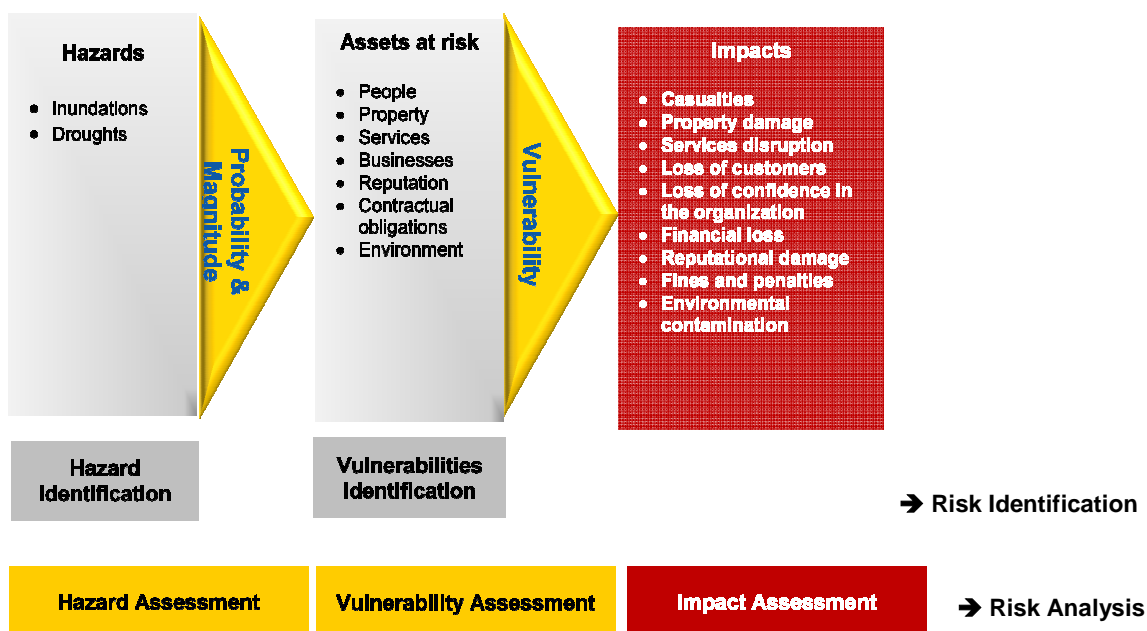 Hazards
• Inundations
• Droughts
Probability &
Magnitude
Assets at risk
• People
• Property
• Services
• Businesses
• Reputation
• Contractual
obligations
• Environment
Vulnerability
Impacts
• Casualties
• Property damage
• Services disruption
• Loss of customers
• Loss of confidence in
the organization
• Financial loss
• Reputational damage
• Fines and penalties
• Environmental
contamination
Hazard
Identification
Vulnerabilities
Identification
➔ Risk Identification
Hazard Assessment
Vulnerability Assessment
Impact Assessment
➔ Risk Analysis